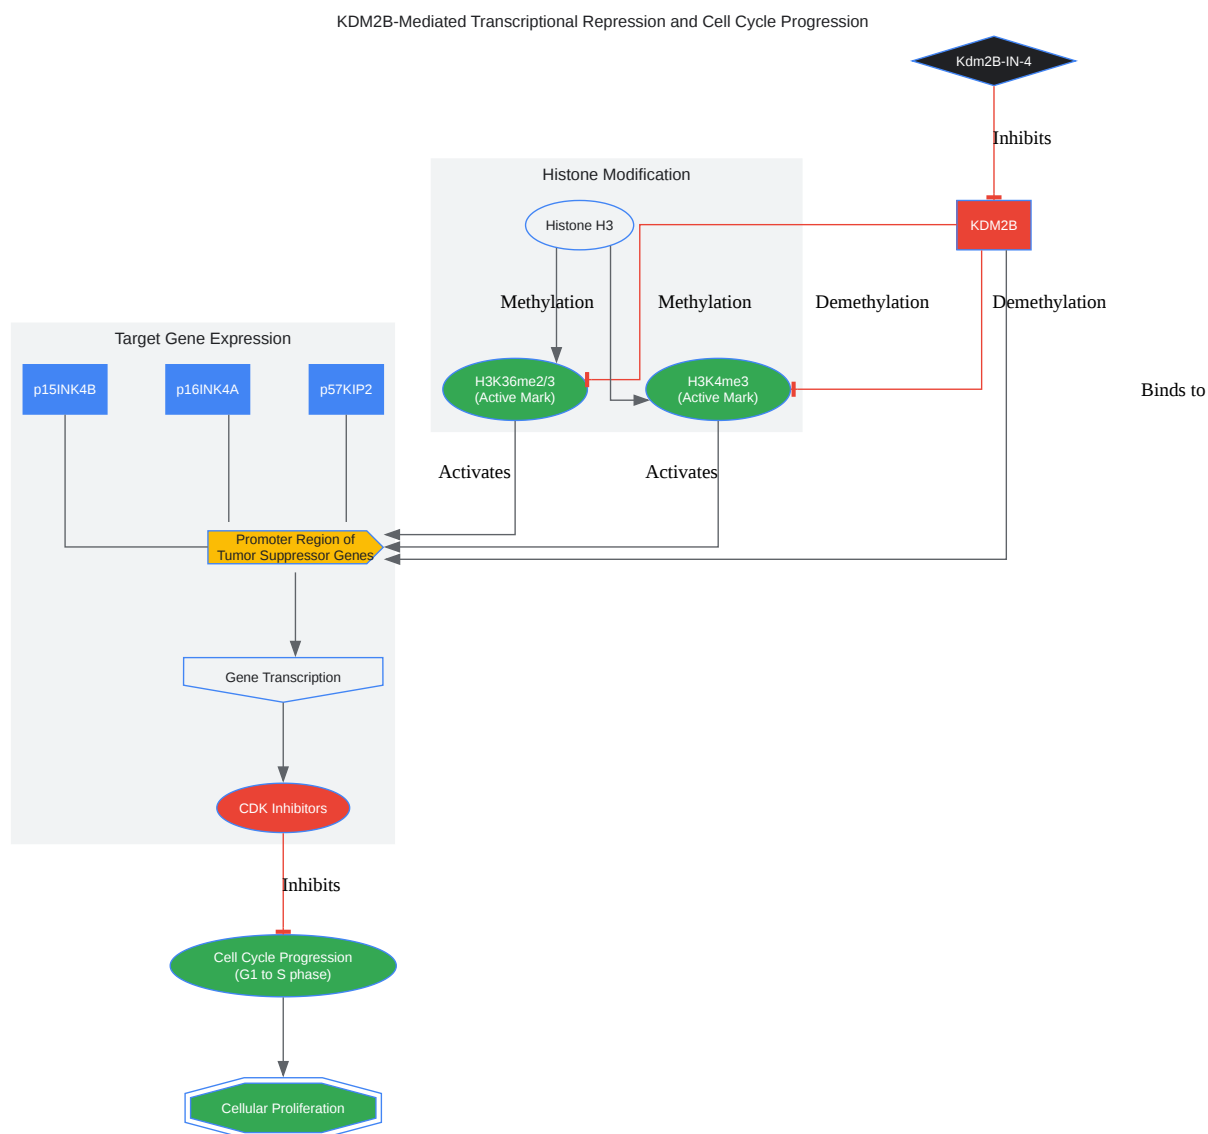 KDM2B-Mediated Transcriptional Repression and Cell Cycle Progression
Kdm2B-IN-4
Inhibits
Histone Modification
Histone H3
KDM2B
Methylation
Methylation
Demethylation
Demethylation
Target Gene Expression
p15INK4B
p16INK4A
p57KIP2
H3K36me2/3
(Active Mark)
H3K4me3
(Active Mark)
Binds to
Activates
Activates
Promoter Region of
Tumor Suppressor Genes
Gene Transcription
CDK Inhibitors
Inhibits
Cell Cycle Progression
(G1 to S phase)
Cellular Proliferation